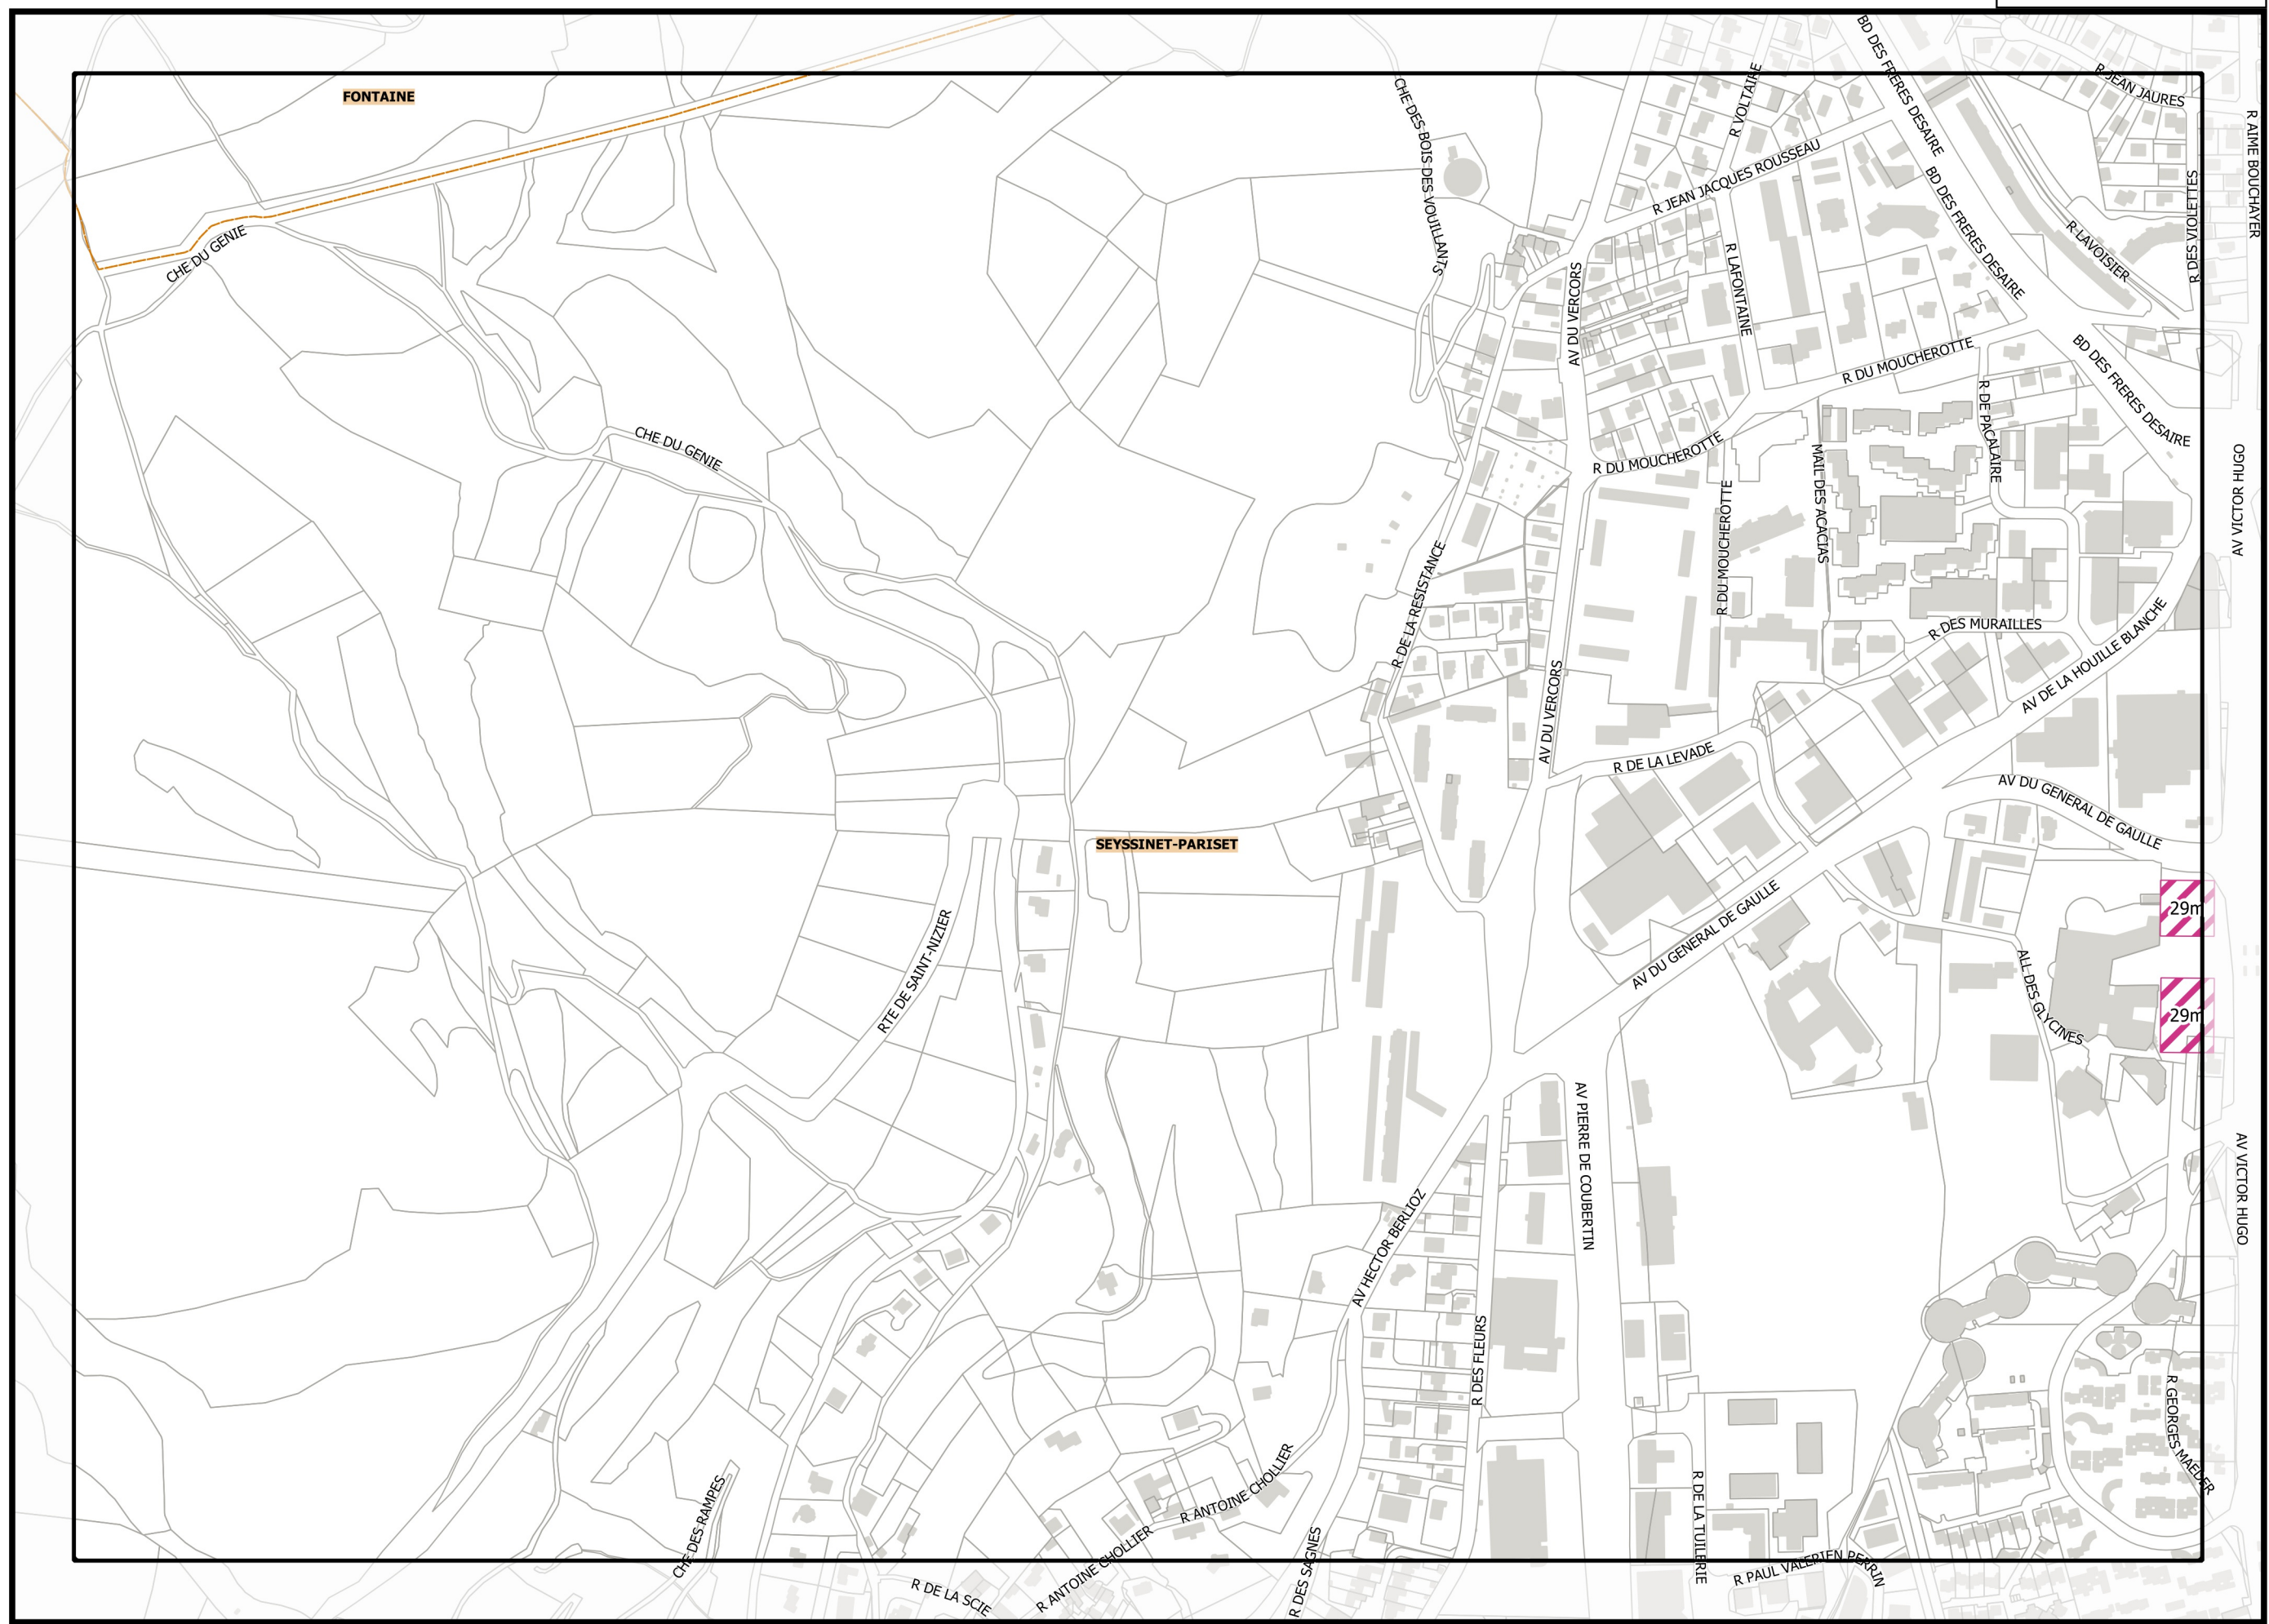 BD DES FRERES DESAIRE
R JEAN JAURES
R VOLTAIRE
FONTAINE
CHE DES BOIS DES VOUILLANTS
R AIME BOUCHAYER
R JEAN JACQUES ROUSSEAU
BD DES FRERES DESAIRE
R DES VIOLETTES
R LAVOISIER
CHE DU GENIE
R LAFONTAINE
AV DU VERCORS
R DU MOUCHEROTTE
BD DES FRERES DESAIRE
R DE PACALAIRE
CHE DU GENIE
R DU MOUCHEROTTE
MAIL DES ACACIAS
AV VICTOR HUGO
R DU MOUCHEROTTE
R DE LA RESISTANCE
R DES MURAILLES
AV DE LA HOUILLE BLANCHE
AV DU VERCORS
R DE LA LEVADE
AV DU GENERAL DE GAULLE
SEYSSINET-PARISET
29m
AV DU GENERAL DE GAULLE
RTE DE SAINT-NIZIER
ALL DES GLYCINES
29m
AV PIERRE DE COUBERTIN
AV VICTOR HUGO
AV HECTOR BERLIOZ
R DES FLEURS
R GEORGES MAEDER
R ANTOINE CHOLLIER
CHE DES RAMPES
R DE LA TUILERIE
R ANTOINE CHOLLIER
R DES SAGNES
R PAUL VALERIEN PERRIN
R DE LA SCIE